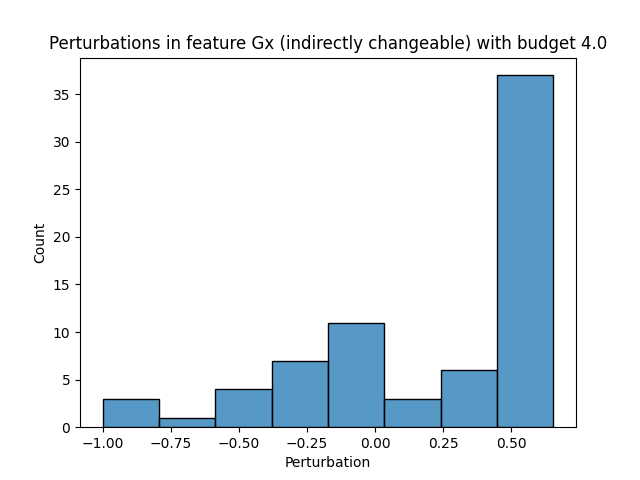 Perturbations in feature Gx (indirectly changeable) with budget 4.0
35
30
25
20
15
10
5
0
Count
−1.00 −0.75 −0.50 −0.25 0.00 0.25 0.50
Perturbation